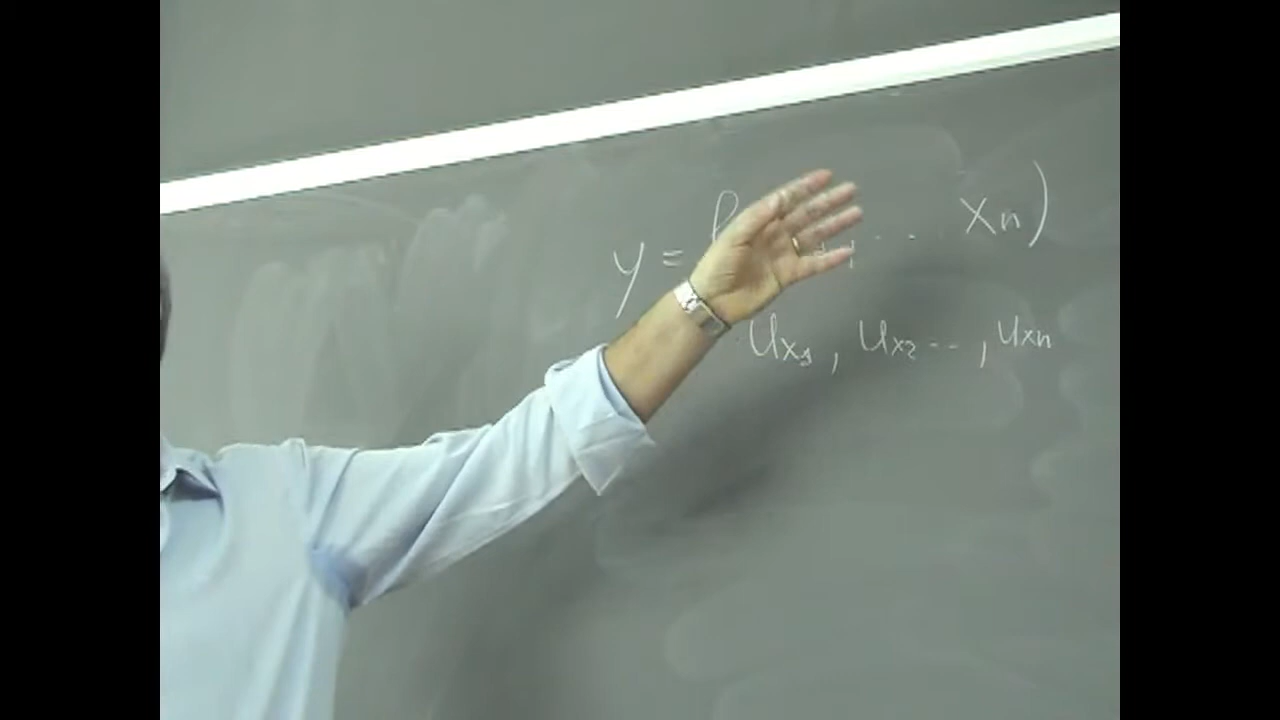 y = f . . xn)
ux1, ux2 -- , uxn